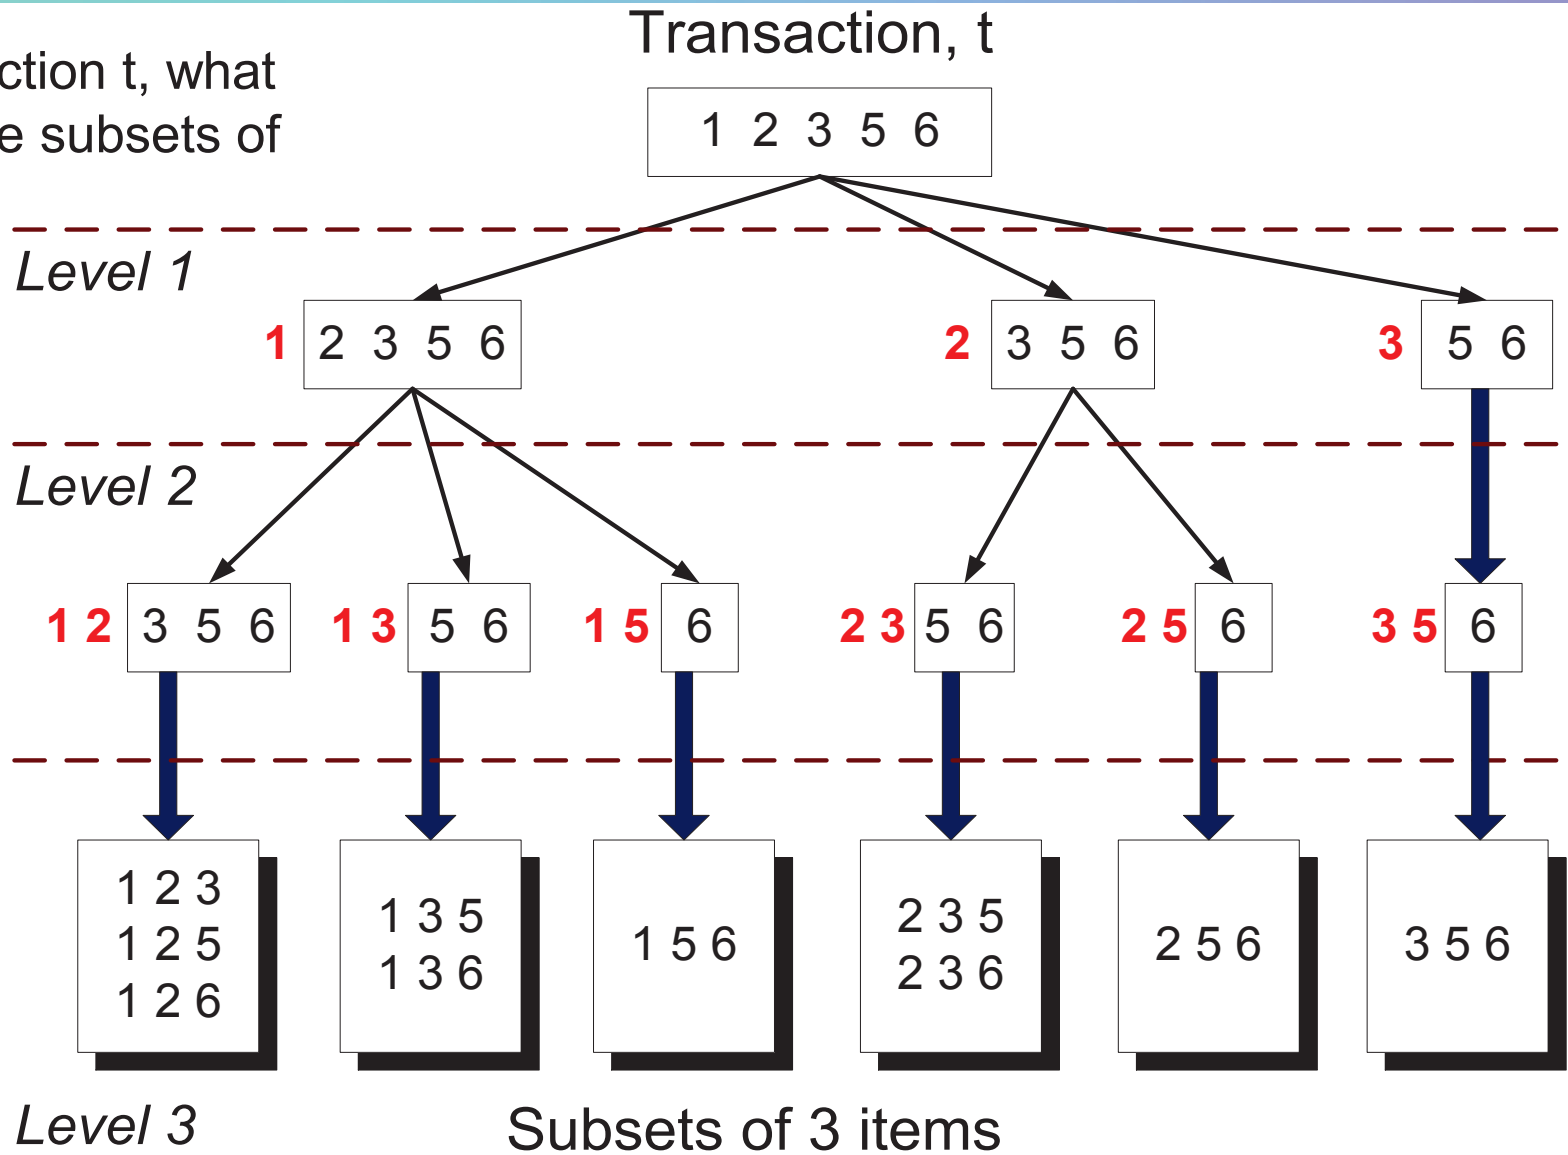 Transaction, t
ction t, what
e subsets of
1 2 3 5 6
Level 1
1 2 3 5 6
2 3 5 6
3 5 6
Level 2
1 2 3 5 6
1 3 5 6
1 5 6
2 3 5 6
2 5 6
3 5 6
1 2 3
1 2 5
1 2 6
1 3 5
1 3 6
1 5 6
2 3 5
2 3 6
2 5 6
3 5 6
Level 3
Subsets of 3 items